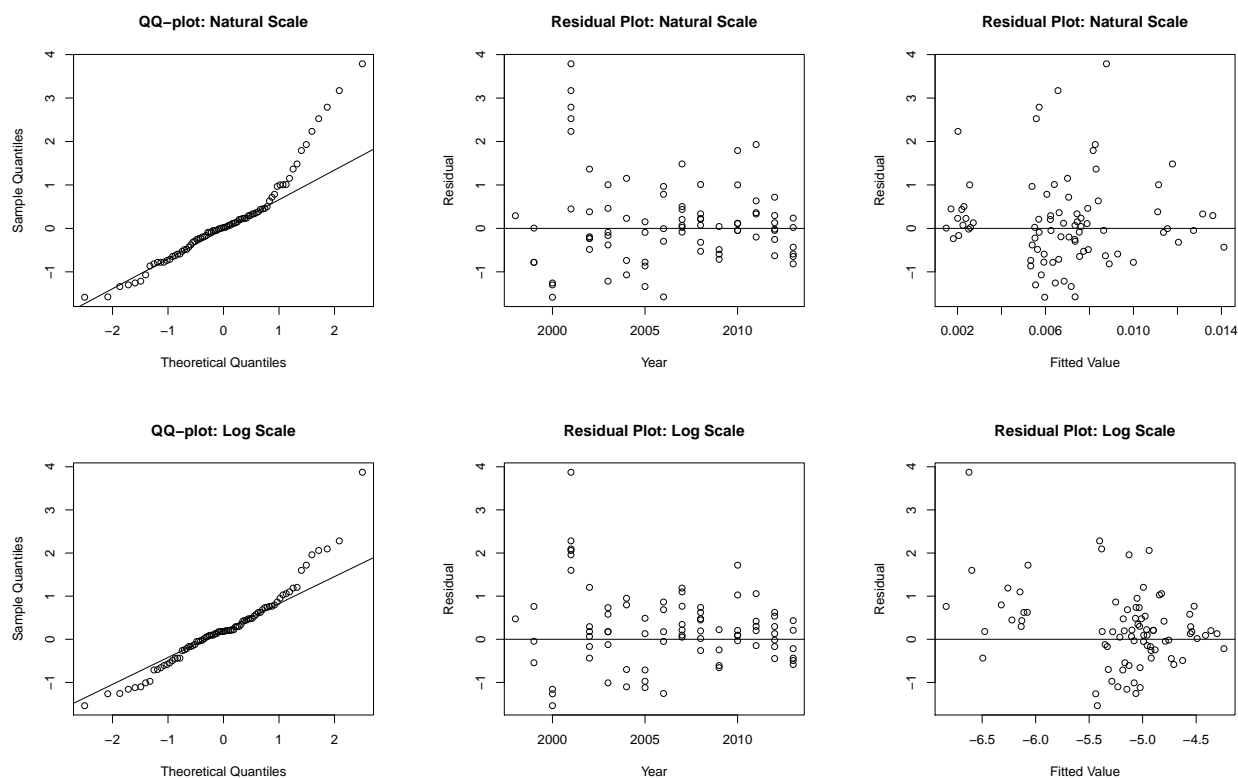 QQ−plot: Natural Scale
Sample Quantiles
4
3
2
1
0
−1
−2 −1 0 1 2
Theoretical Quantiles
Residual Plot: Natural Scale
Residual
4
3
2
1
0
−1
2000 2005 2010
Year
Residual Plot: Natural Scale
Residual
4
3
2
1
0
−1
0.002 0.006 0.010 0.014
Fitted Value
QQ−plot: Log Scale
Sample Quantiles
4
3
2
1
0
−1
−2 −1 0 1 2
Theoretical Quantiles
Residual Plot: Log Scale
Residual
4
3
2
1
0
−1
2000 2005 2010
Year
Residual Plot: Log Scale
Residual
4
3
2
1
0
−1
−6.5 −6.0 −5.5 −5.0 −4.5
Fitted Value